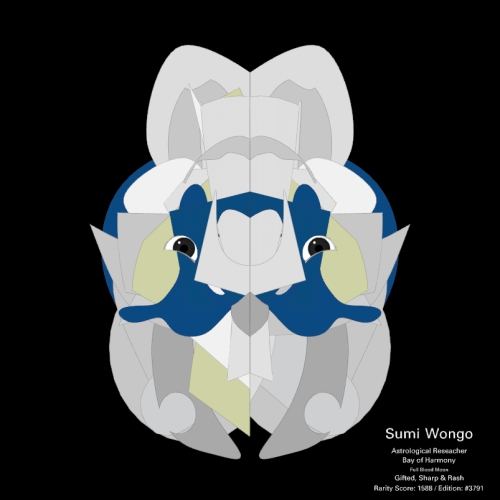 Sumi Wongo
Astrological Reseacher
Bay of Harmony
Full Blood Moon
Gifted, Sharp & Rash
Rarity Score: 1588 / Edition: #3791